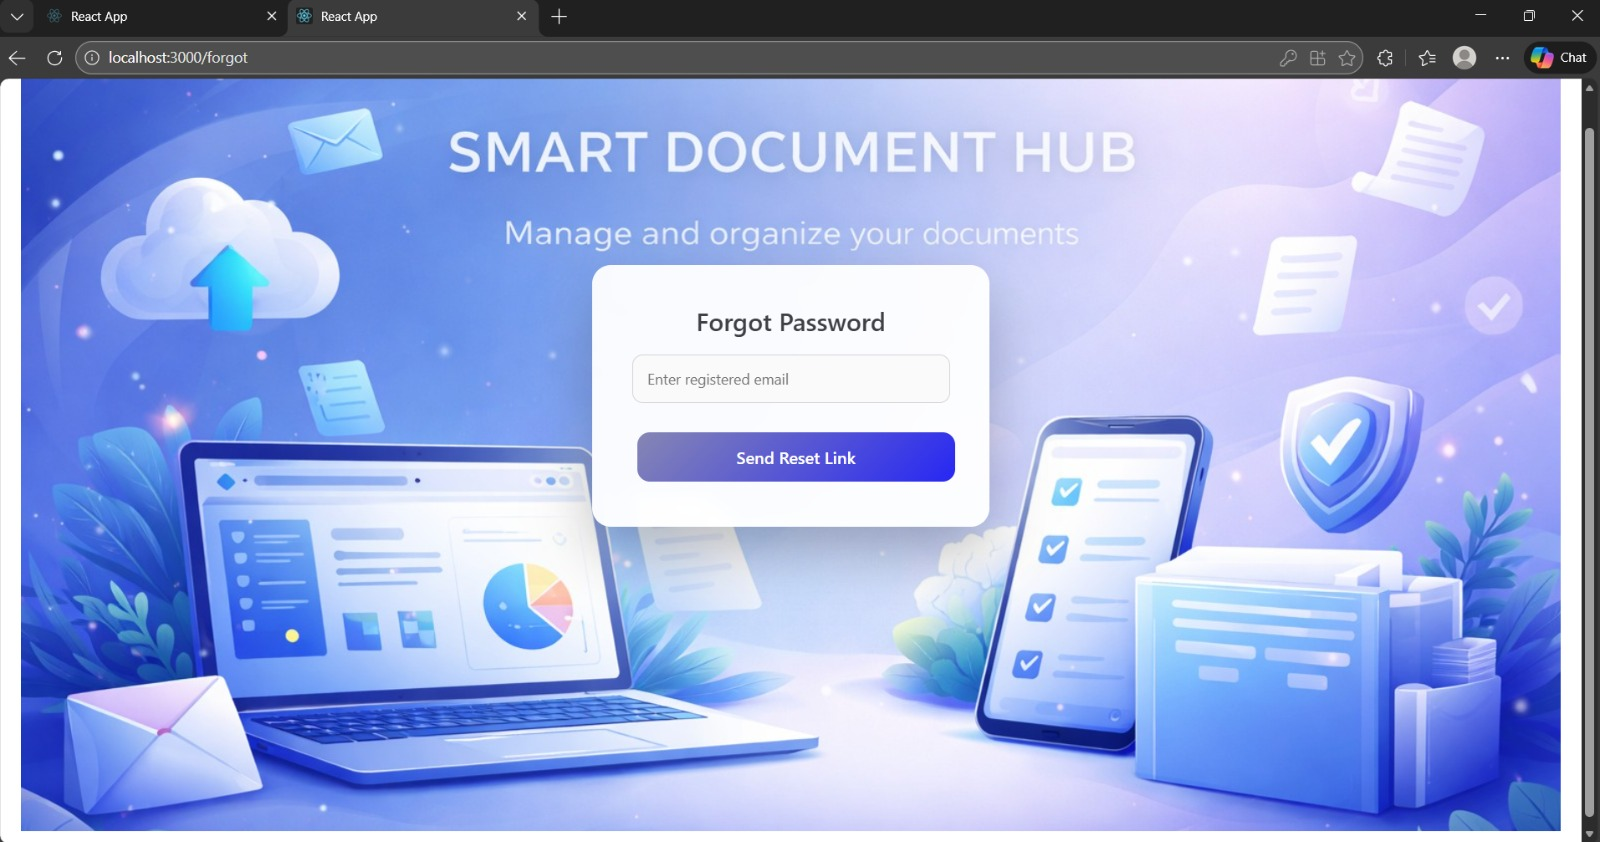 React App
React App
localhost:3000/forgot
Chat
SMART DOCUMENT HUB
Manage and organize your documents
Forgot Password
Enter registered email
Send Reset Link